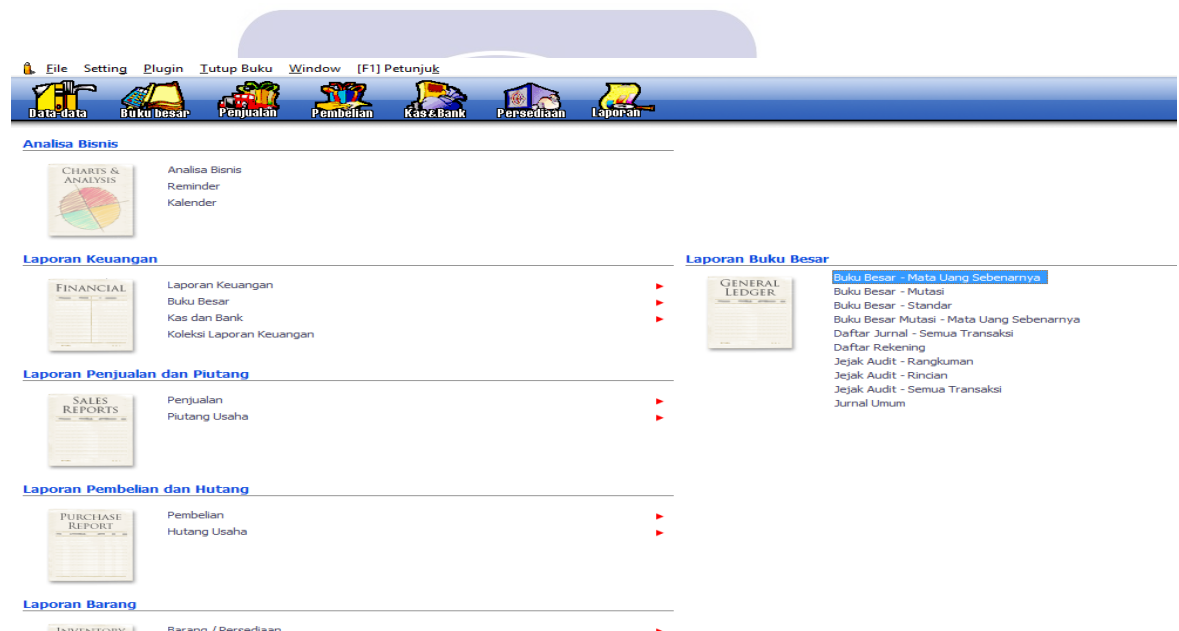 File Setting Plugin Tutup Buku Window [F1] Petunjuk
Data-data Buku besar Penjualan Pembelian Kas & Bank Persediaan Laporan
Analisa Bisnis
CHARTS &
ANALYSIS
Analisa Bisnis
Reminder
Kalender
Laporan Keuangan
FINANCIAL
Laporan Keuangan
Buku Besar
Kas dan Bank
Koleksi Laporan Keuangan
Laporan Buku Besar
GENERAL
LEDGER
Buku Besar - Mata Uang Sebenarnya
Buku Besar - Mutasi
Buku Besar - Standar
Buku Besar Mutasi - Mata Uang Sebenarnya
Daftar Jurnal - Semua Transaksi
Daftar Rekening
Jejak Audit - Rangkuman
Jejak Audit - Rincian
Jejak Audit - Semua Transaksi
Jurnal Umum
Laporan Penjualan dan Piutang
SALES
REPORTS
Penjualan
Piutang Usaha
Laporan Pembelian dan Hutang
PURCHASE
REPORT
Pembelian
Hutang Usaha
Laporan Barang
INVENTORY
Barang / Persediaan